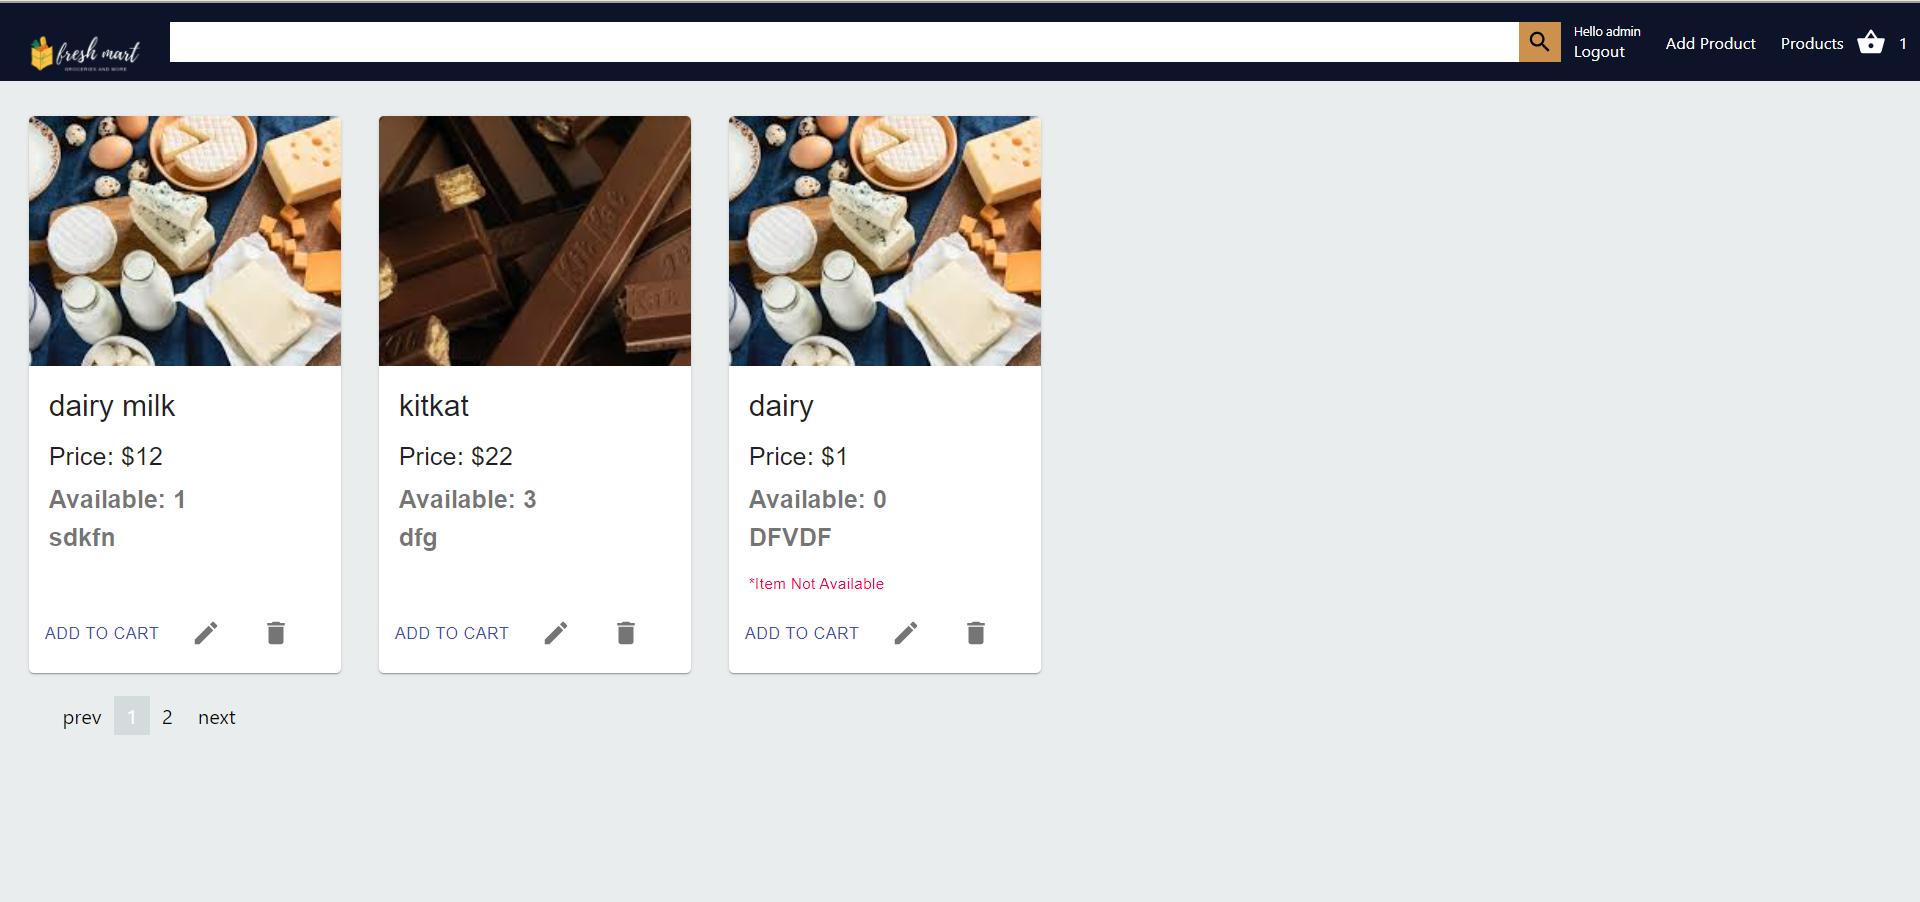 fresh mart
GROCERIES AND MORE
Hello admin
Logout
Add Product
Products
1
dairy milk
Price: $12
Available: 1
sdkfn
ADD TO CART
kitkat
Price: $22
Available: 3
dfg
ADD TO CART
dairy
Price: $1
Available: 0
DFVDF
*Item Not Available
ADD TO CART
prev 1 2 next